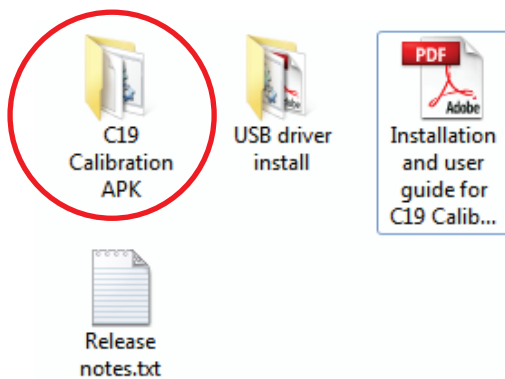 C19
Calibration
APK
USB driver
install
PDF
Adobe
Installation
and user
guide for
C19 Calib...
Release
notes.txt